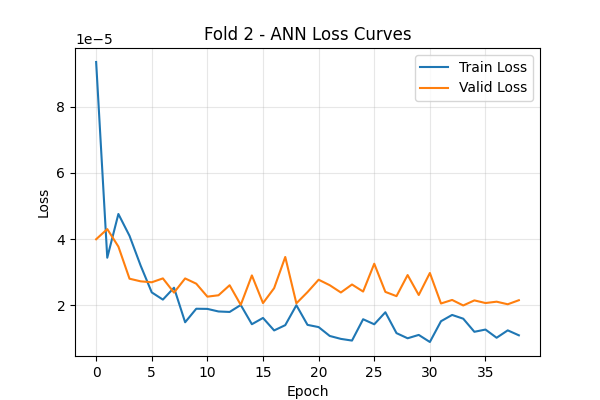 Fold 2 - ANN Loss Curves
1e−5
Train Loss
Valid Loss
8
6
4
2
Loss
0 5 10 15 20 25 30 35
Epoch